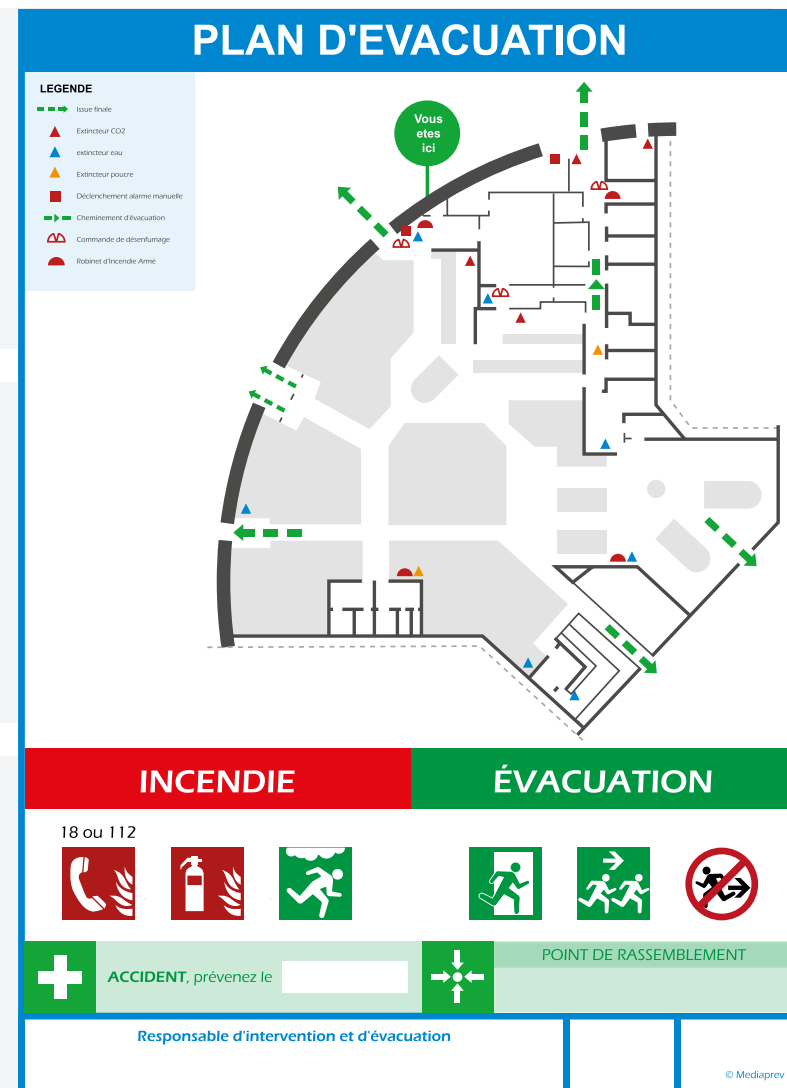 PLAN D'EVACUATION
LEGENDE
Issue finale
Extincteur CO2
extincteur eau
Extincteur poucre
Déclenchement alarme manuelle
Cheminement d'évacuation
Commande de désenfumage
Robinet d'Incendie Armé
Vous
etes
ici
INCENDIE
ÉVACUATION
18 ou 112
ACCIDENT, prévenez le
POINT DE RASSEMBLEMENT
Responsable d'intervention et d'évacuation
© Mediaprev